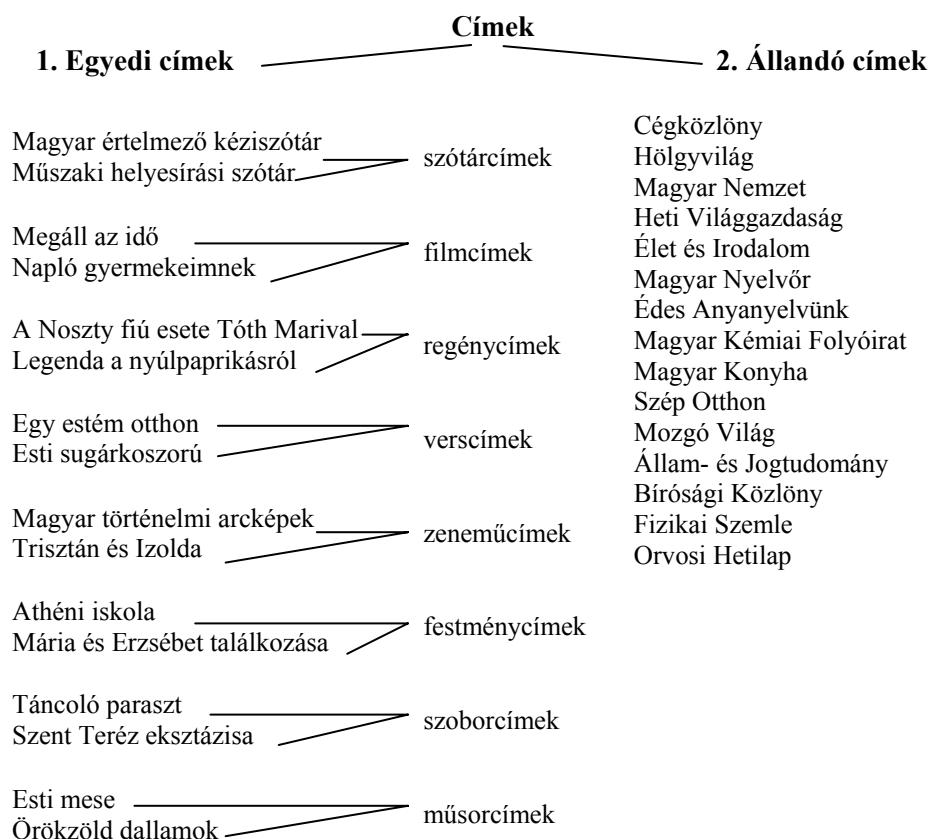 Címek
1. Egyedi címek
2. Állandó címek
Magyar értelmező kéziszótár
Műszaki helyesírási szótár
szótárcímek
Megáll az idő
Napló gyermekeimnek
filmcímek
A Noszty fiú esete Tóth Marival
Legenda a nyúlpaprikásról
regénycímek
Egy estém otthon
Esti sugárkoszorú
verscímek
Magyar történelmi arcképek
Trisztán és Izolda
zeneműcímek
Athéni iskola
Mária és Erzsébet találkozása
festménycímek
Táncoló paraszt
Szent Teréz eksztázisa
szoborcímek
Esti mese
Örökzöld dallamok
műsorcímek
Cégközlöny
Hölgyvilág
Magyar Nemzet
Heti Világgazdaság
Élet és Irodalom
Magyar Nyelvőr
Édes Anyanyelvünk
Magyar Kémiai Folyóirat
Magyar Konyha
Szép Otthon
Mozgó Világ
Állam- és Jogtudomány
Bírósági Közlöny
Fizikai Szemle
Orvosi Hetilap